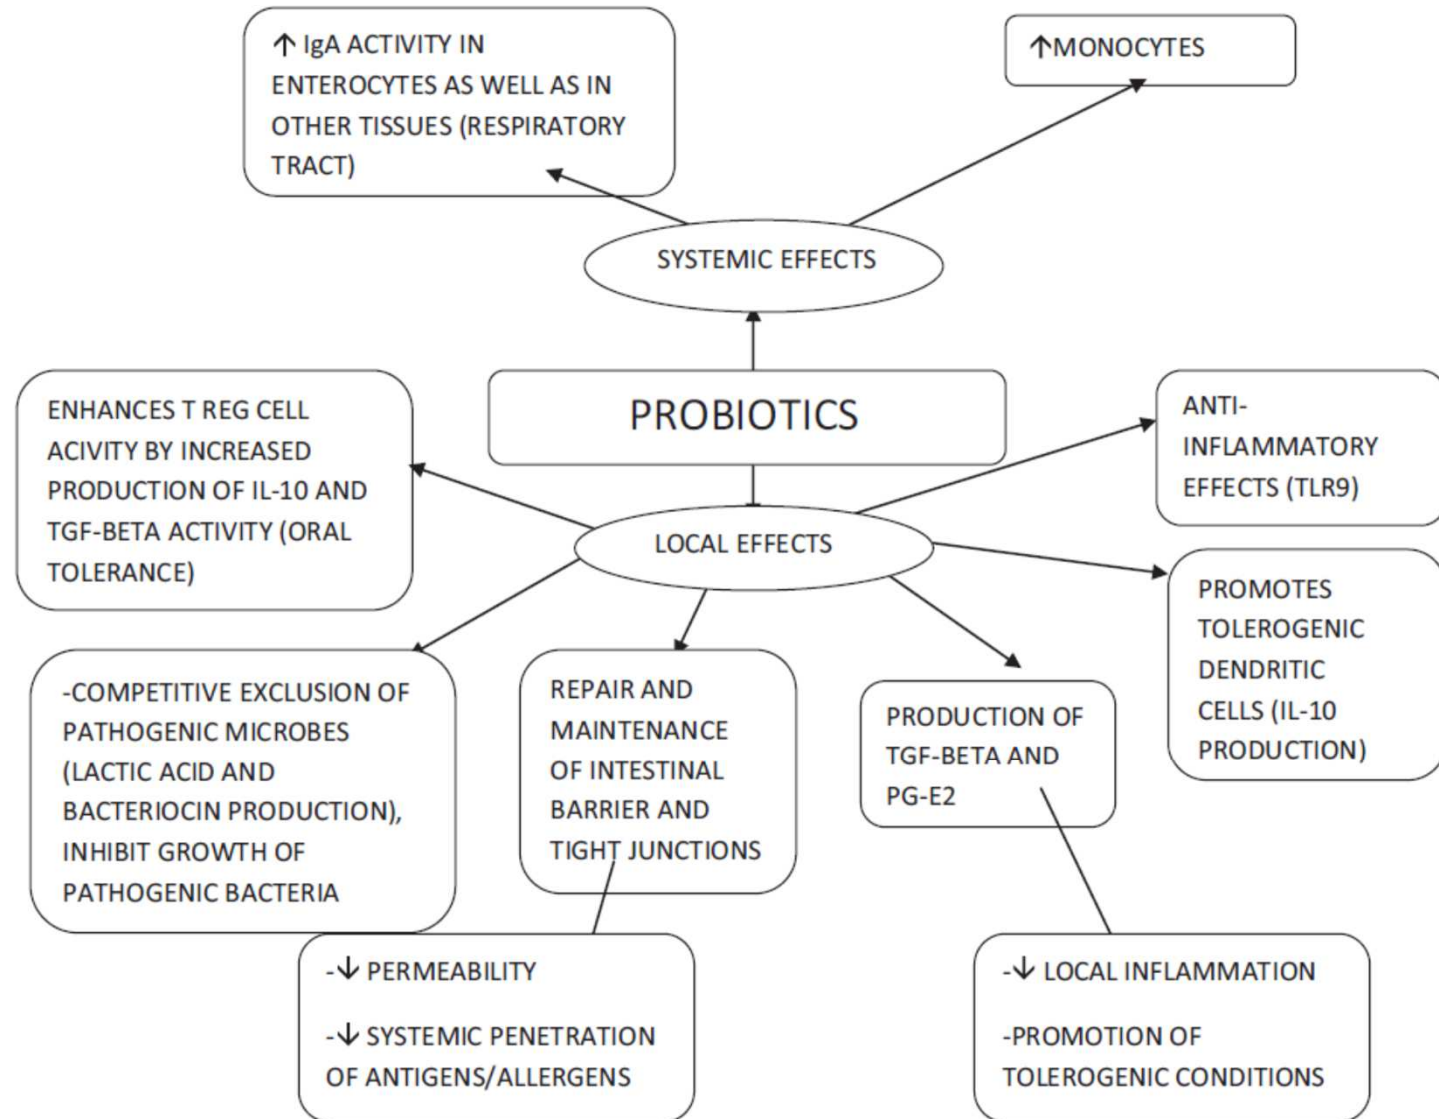 ↑ IgA ACTIVITY IN
ENTEROCYTES AS WELL AS IN
OTHER TISSUES (RESPIRATORY
TRACT)
↑MONOCYTES
SYSTEMIC EFFECTS
PROBIOTICS
ENHANCES T REG CELL
ACIVITY BY INCREASED
PRODUCTION OF IL-10 AND
TGF-BETA ACTIVITY (ORAL
TOLERANCE)
ANTI-
INFLAMMATORY
EFFECTS (TLR9)
LOCAL EFFECTS
PROMOTES
TOLEROGENIC
DENDRITIC
CELLS (IL-10
PRODUCTION)
-COMPETITIVE EXCLUSION OF
PATHOGENIC MICROBES
(LACTIC ACID AND
BACTERIOCIN PRODUCTION),
INHIBIT GROWTH OF
PATHOGENIC BACTERIA
REPAIR AND
MAINTENANCE
OF INTESTINAL
BARRIER AND
TIGHT JUNCTIONS
PRODUCTION OF
TGF-BETA AND
PG-E2
-↓ PERMEABILITY
-↓ SYSTEMIC PENETRATION
OF ANTIGENS/ALLERGENS
-↓ LOCAL INFLAMMATION
-PROMOTION OF
TOLEROGENIC CONDITIONS